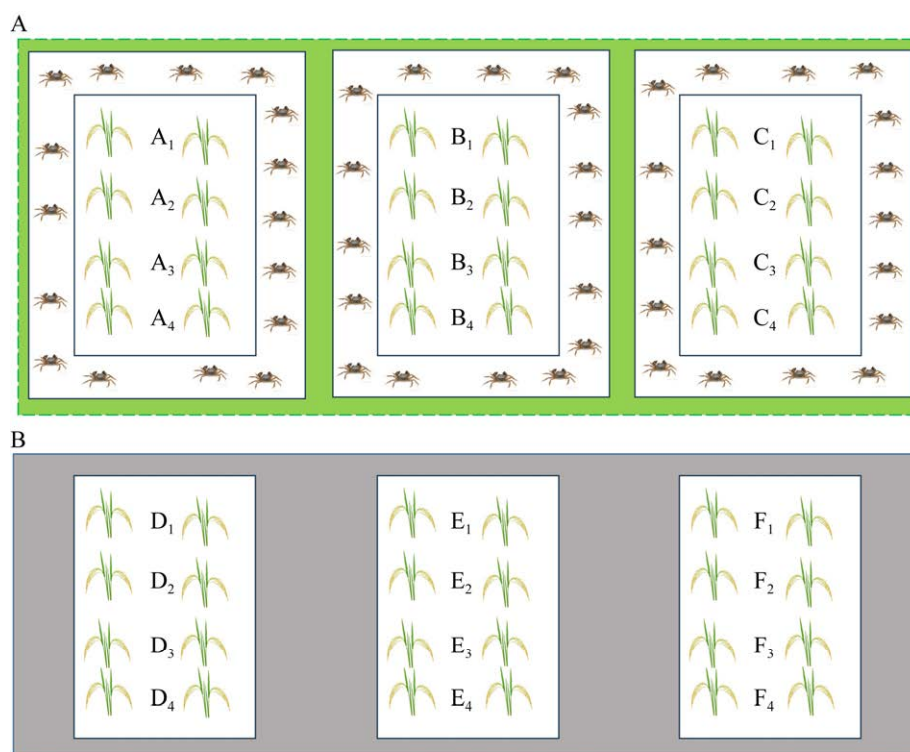 A
A₁ B₁ C₁
A₂ B₂ C₂
A₃ B₃ C₃
A₄ B₄ C₄
B
D₁ E₁ F₁
D₂ E₂ F₂
D₃ E₃ F₃
D₄ E₄ F₄